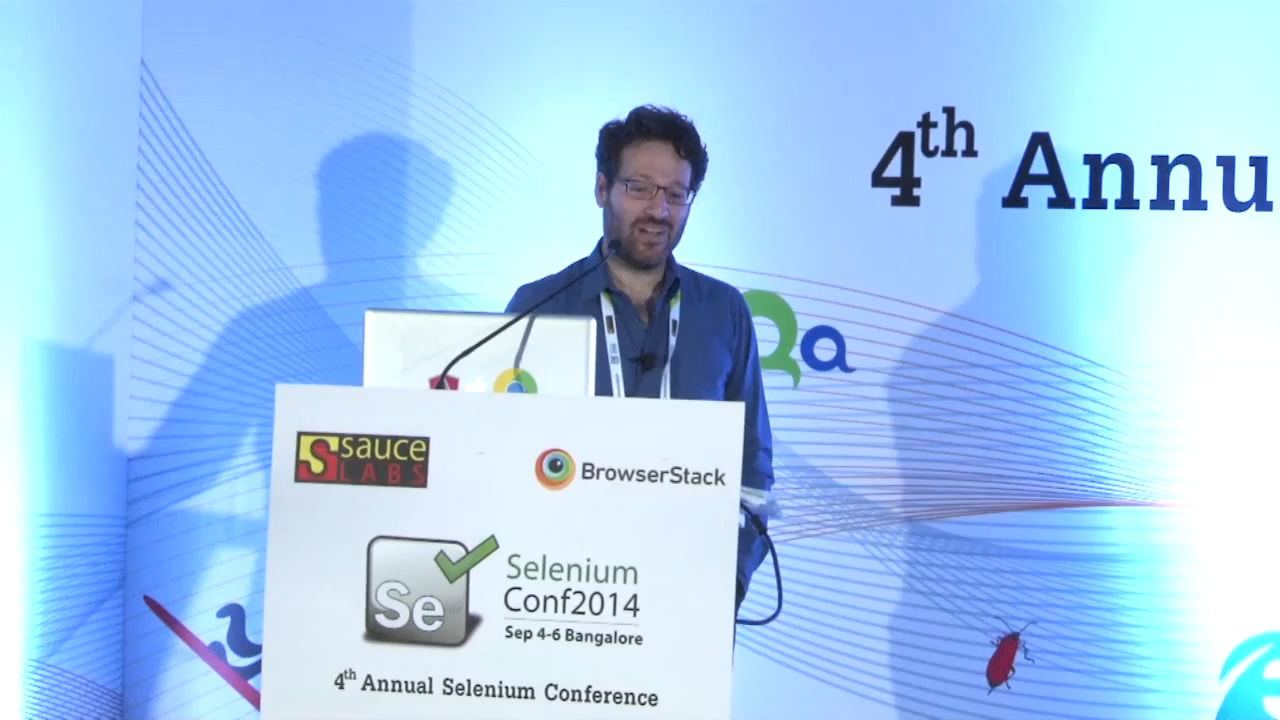 4th Annu
a
sauce
LABS
BrowserStack
Se
Selenium
Conf2014
Sep 4-6 Bangalore
4th Annual Selenium Conference